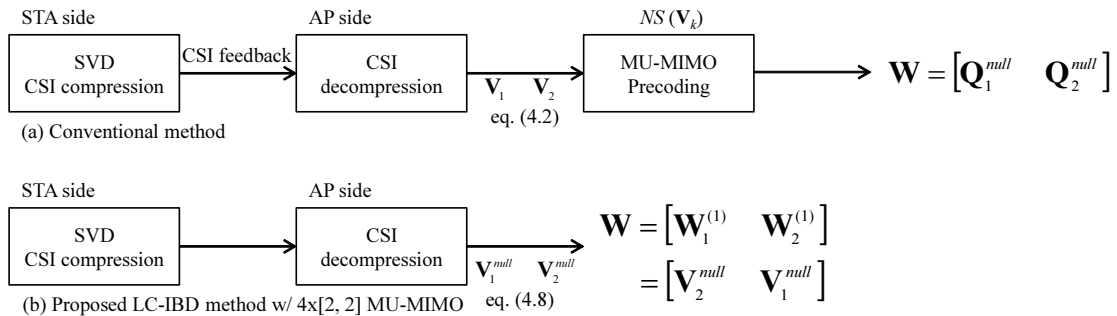 STA side
AP side
NS (V_k)
SVD
CSI compression
CSI feedback
CSI
decompression
V_1 V_2
eq. (4.2)
MU-MIMO
Precoding
W = [Q_1^{null} Q_2^{null}]
(a) Conventional method
STA side
AP side
SVD
CSI compression
CSI
decompression
V_1^{null} V_2^{null}
eq. (4.8)
W = [W_1^{(1)} W_2^{(1)}]
= [V_2^{null} V_1^{null}]
(b) Proposed LC-IBD method w/ 4x[2, 2] MU-MIMO